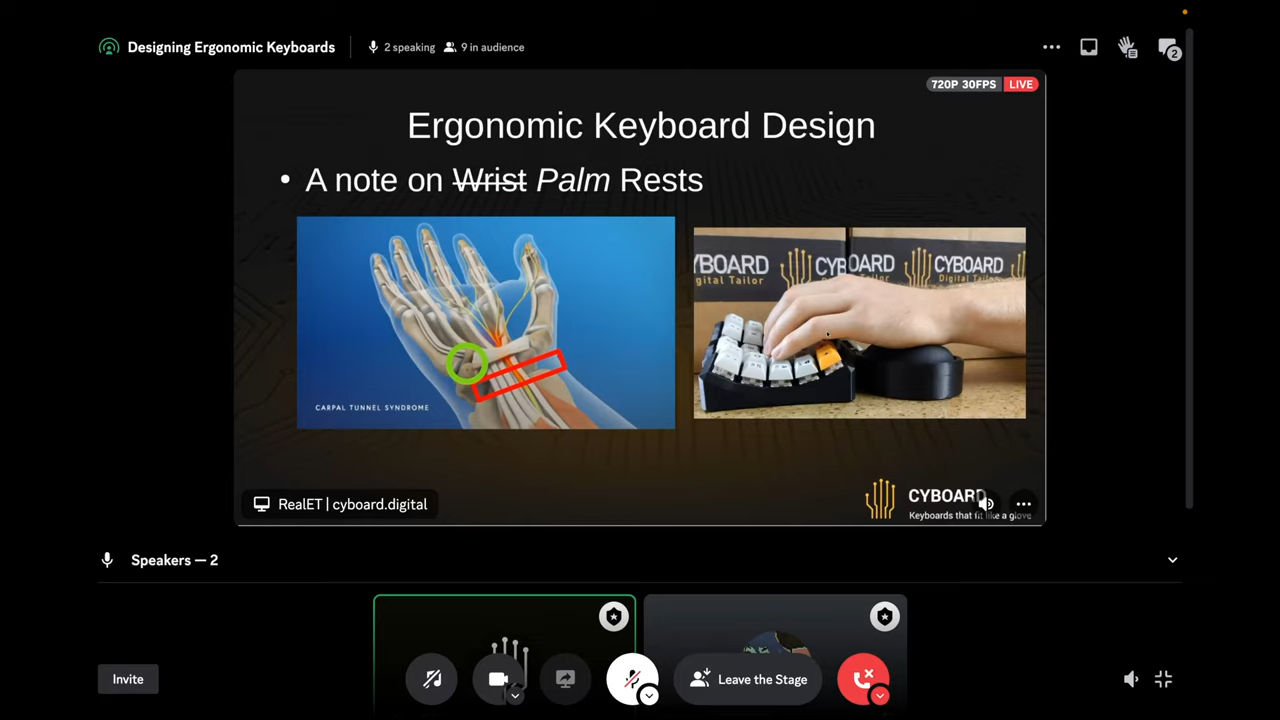 Designing Ergonomic Keyboards
2 speaking
9 in audience
2
720P 30FPS
LIVE
Ergonomic Keyboard Design
• A note on Wrist Palm Rests
CARPAL TUNNEL SYNDROME
YBOARD
Digital Tailor
CYB
OARD
Tailor
CYBOARD
Digital Tailor
RealET | cyboard.digital
CYBOARD
Keyboards that fit like a glove
Speakers — 2
Invite
Leave the Stage